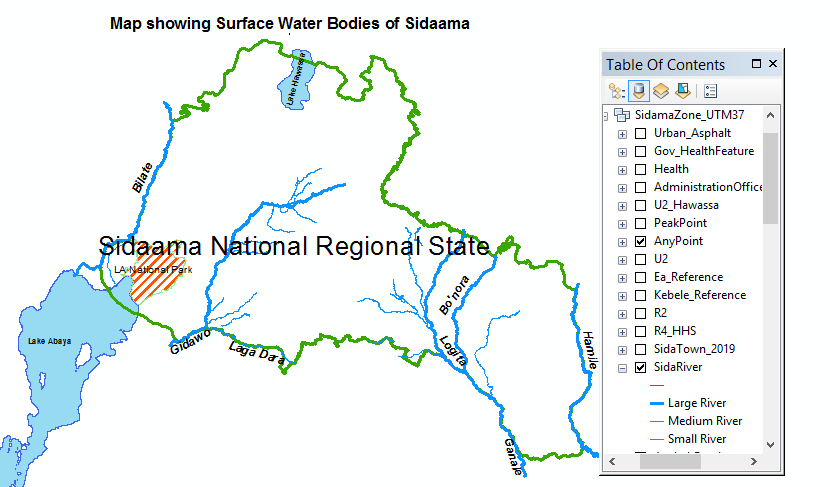 Map showing Surface Water Bodies of Sidaama
Lake Hawassa
Bilate
Sidaama National Regional State
LA National Park
Lake Abaya
Gidawo
Laga Da'a
Bo'nora
Logita
Hamile
Ganale
Table Of Contents
SidamaZone_UTM37
Urban_Asphalt
Gov_HealthFeature
Health
AdministrationOffice
U2_Hawassa
PeakPoint
AnyPoint
U2
Ea_Reference
Kebele_Reference
R2
R4_HHS
SidaTown_2019
SidaRiver
Large River
Medium River
Small River